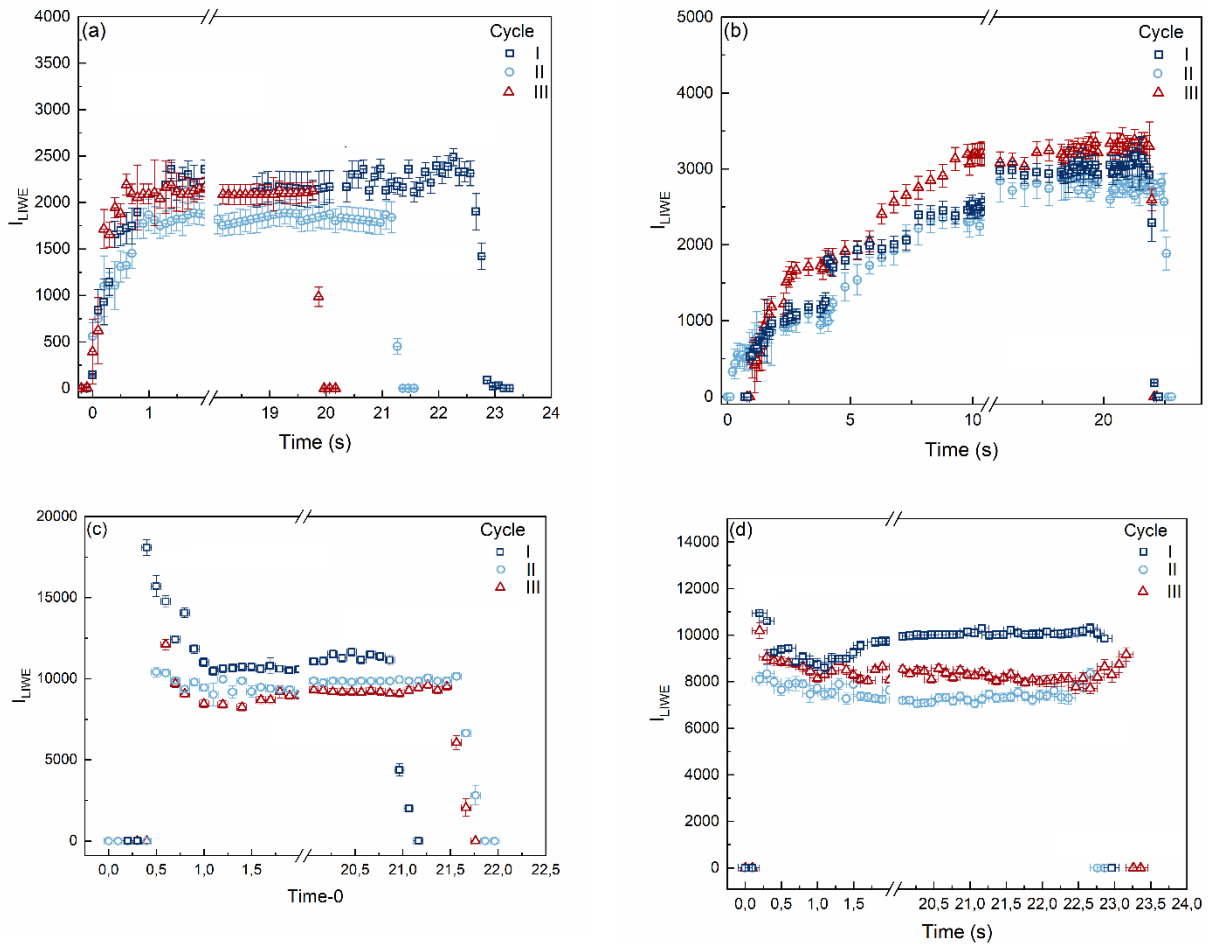 (a)
Cycle
I
II
III
4000
3500
3000
2500
2000
1500
1000
500
0
I_LIWE
0 1 19 20 21 22 23 24
Time (s)
(b)
Cycle
I
II
III
5000
4000
3000
2000
1000
0
I_LIWE
0 5 10 20
Time (s)
(c)
Cycle
I
II
III
20000
15000
10000
5000
0
I_LIWE
0,0 0,5 1,0 1,5 20,5 21,0 21,5 22,0 22,5
Time-0
(d)
Cycle
I
II
III
14000
12000
10000
8000
6000
4000
2000
0
I_LIWE
0,0 0,5 1,0 1,5 20,5 21,0 21,5 22,0 22,5 23,0 23,5 24,0
Time (s)